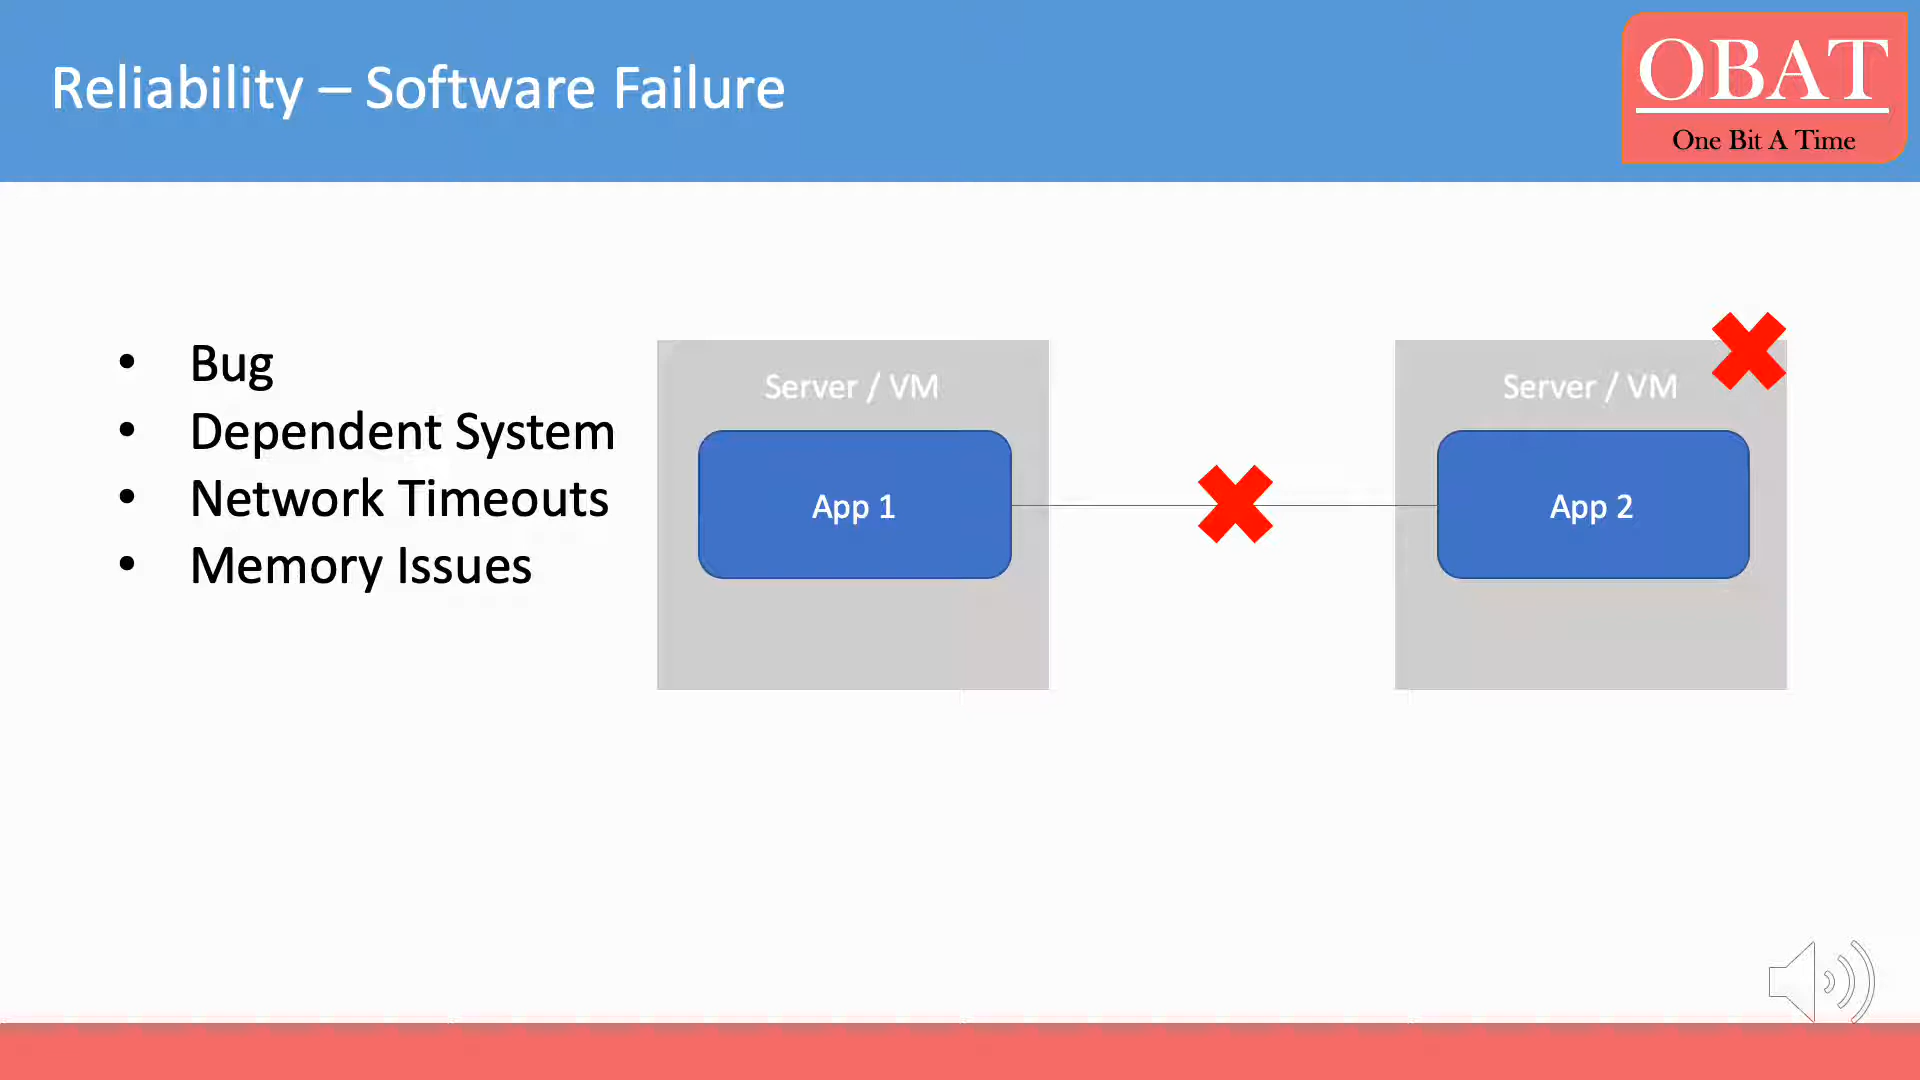 Reliability – Software Failure
OBAT
One Bit A Time
• Bug
• Dependent System
• Network Timeouts
• Memory Issues
Server / VM
App 1
Server / VM
App 2